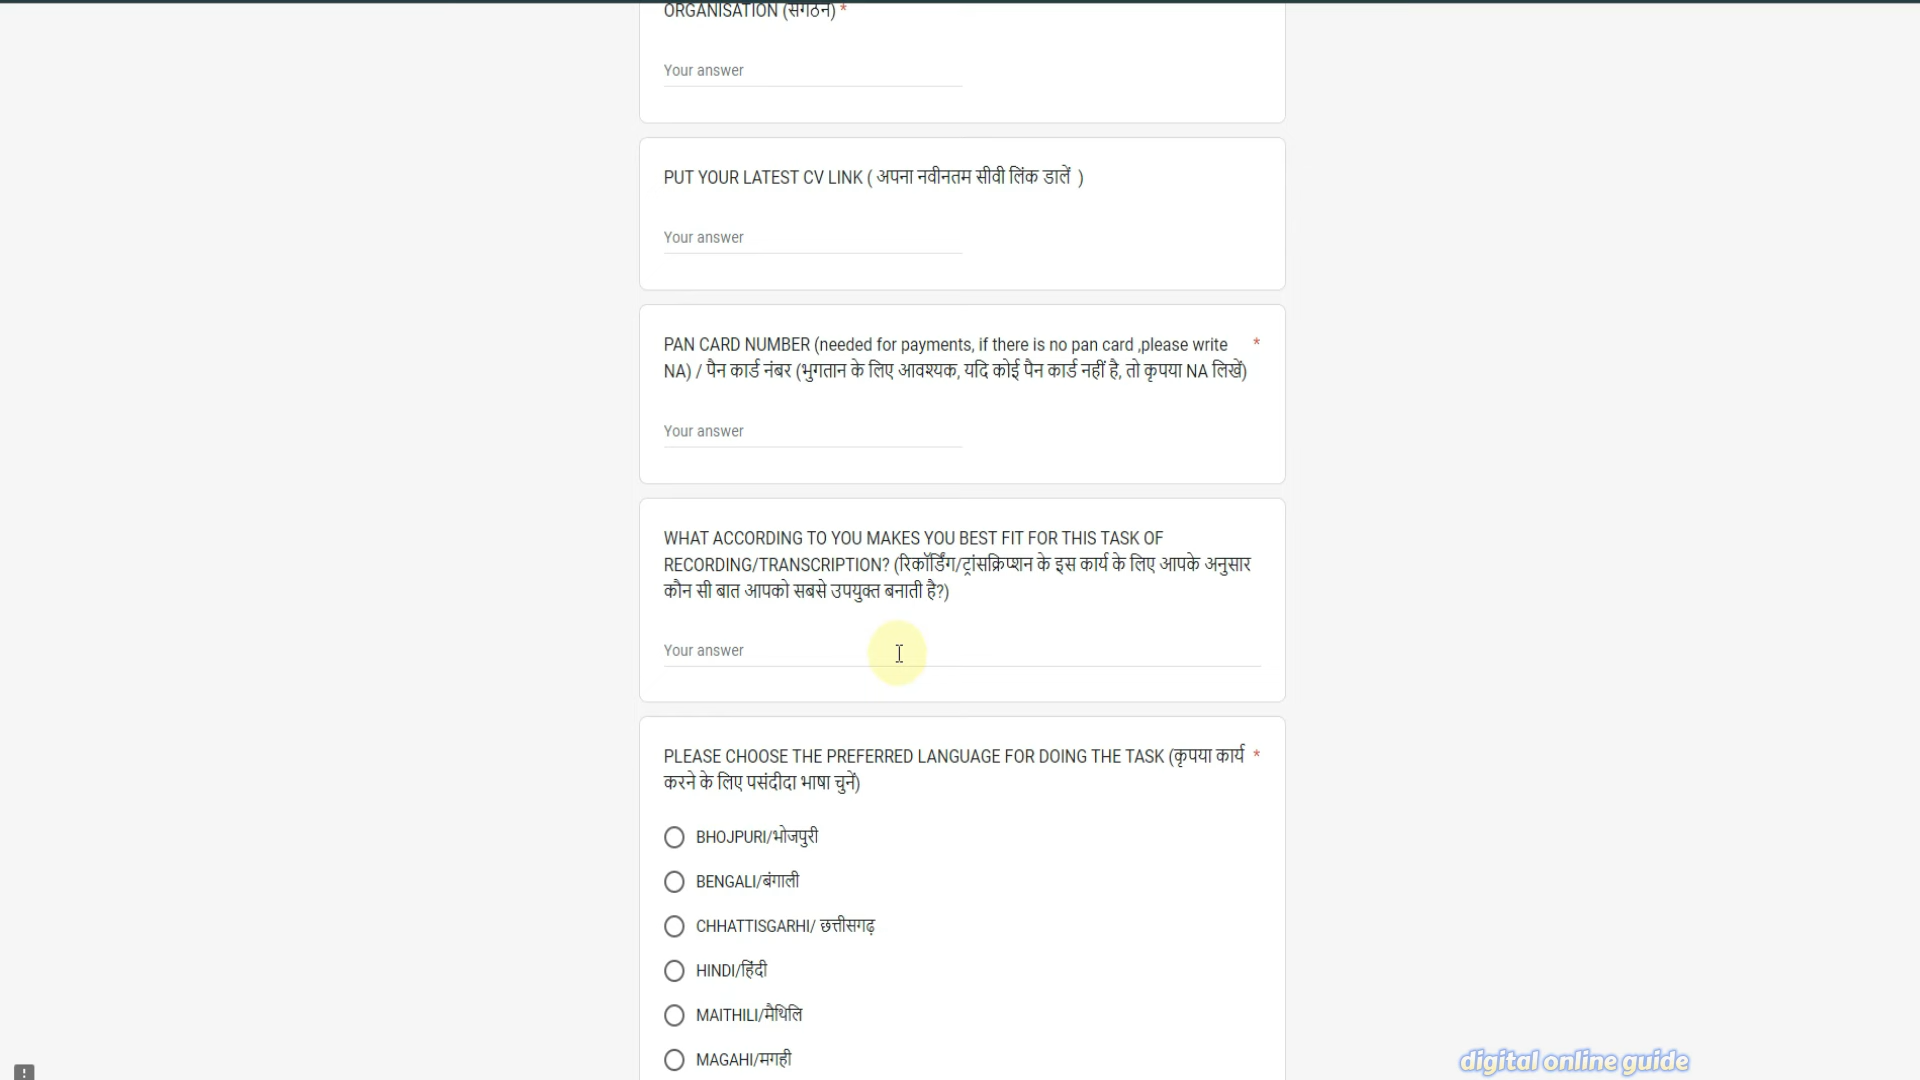 ORGANISATION (संगठन) *
Your answer
PUT YOUR LATEST CV LINK ( अपना नवीनतम सीवी लिंक डालें )
Your answer
PAN CARD NUMBER (needed for payments, if there is no pan card ,please write *
NA) / पैन कार्ड नंबर (भुगतान के लिए आवश्यक, यदि कोई पैन कार्ड नहीं है, तो कृपया NA लिखें)
Your answer
WHAT ACCORDING TO YOU MAKES YOU BEST FIT FOR THIS TASK OF
RECORDING/TRANSCRIPTION? (रिकॉर्डिंग/ट्रांसक्रिप्शन के इस कार्य के लिए आपके अनुसार
कौन सी बात आपको सबसे उपयुक्त बनाती है?)
Your answer
PLEASE CHOOSE THE PREFERRED LANGUAGE FOR DOING THE TASK (कृपया कार्य *
करने के लिए पसंदीदा भाषा चुनें)
BHOJPURI/भोजपुरी
BENGALI/बंगाली
CHHATTISGARHI/ छत्तीसगढ़
HINDI/हिंदी
MAITHILI/मैथिलि
MAGAHI/मगही
digital online guide